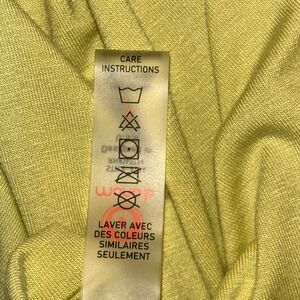 CARE
INSTRUCTIONS
LAVER AVEC
DES COULEURS
SIMILAIRES
SEULEMENT